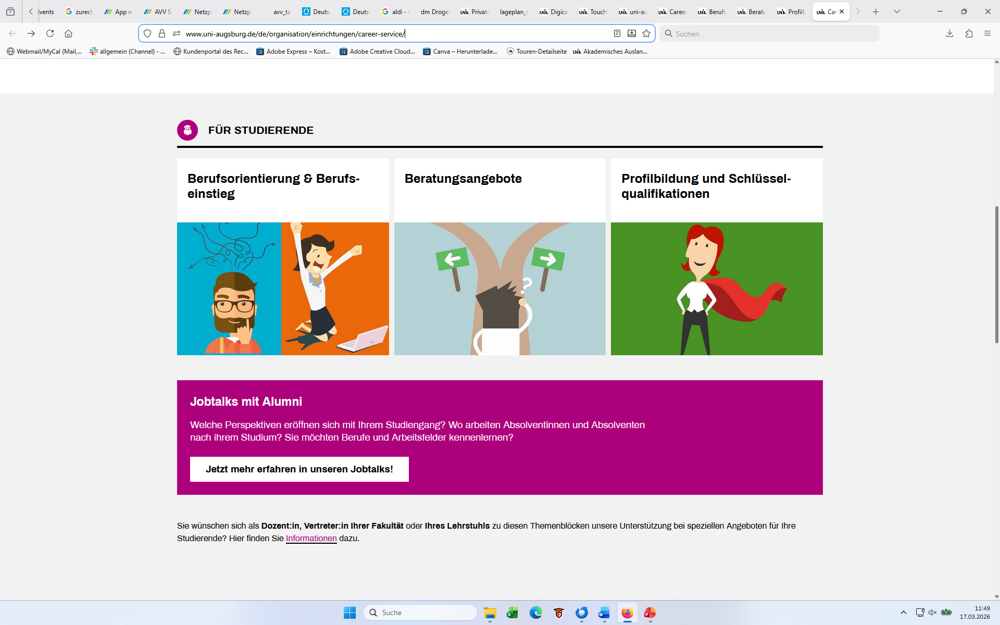 Events
zurech
App m
AVV S
Netzp
Netzp
avv_ta
Deuts
Deuts
aldi - G
dm Droge
Private
lageplan_c
Digica
Touch
uni-au
Career
Berufs
Beratu
Profilb
Car
www.uni-augsburg.de/de/organisation/einrichtungen/career-service/
Suchen
Webmail/MyCal (Mail,...
allgemein (Channel) - ...
Kundenportal des Rec...
Adobe Express – Kost...
Adobe Creative Cloud...
Canva – Herunterlade...
Touren-Detailseite
Akademisches Auslan...
FÜR STUDIERENDE
Berufsorientierung & Berufs-
einstieg
Beratungsangebote
Profilbildung und Schlüssel-
qualifikationen
?
Jobtalks mit Alumni
Welche Perspektiven eröffnen sich mit Ihrem Studiengang? Wo arbeiten Absolventinnen und Absolventen
nach ihrem Studium? Sie möchten Berufe und Arbeitsfelder kennenlernen?
Jetzt mehr erfahren in unseren Jobtalks!
Sie wünschen sich als Dozent:in, Vertreter:in Ihrer Fakultät oder Ihres Lehrstuhls zu diesen Themenblöcken unsere Unterstützung bei speziellen Angeboten für Ihre
Studierende? Hier finden Sie Informationen dazu.
Suche
11:49
17.03.2026